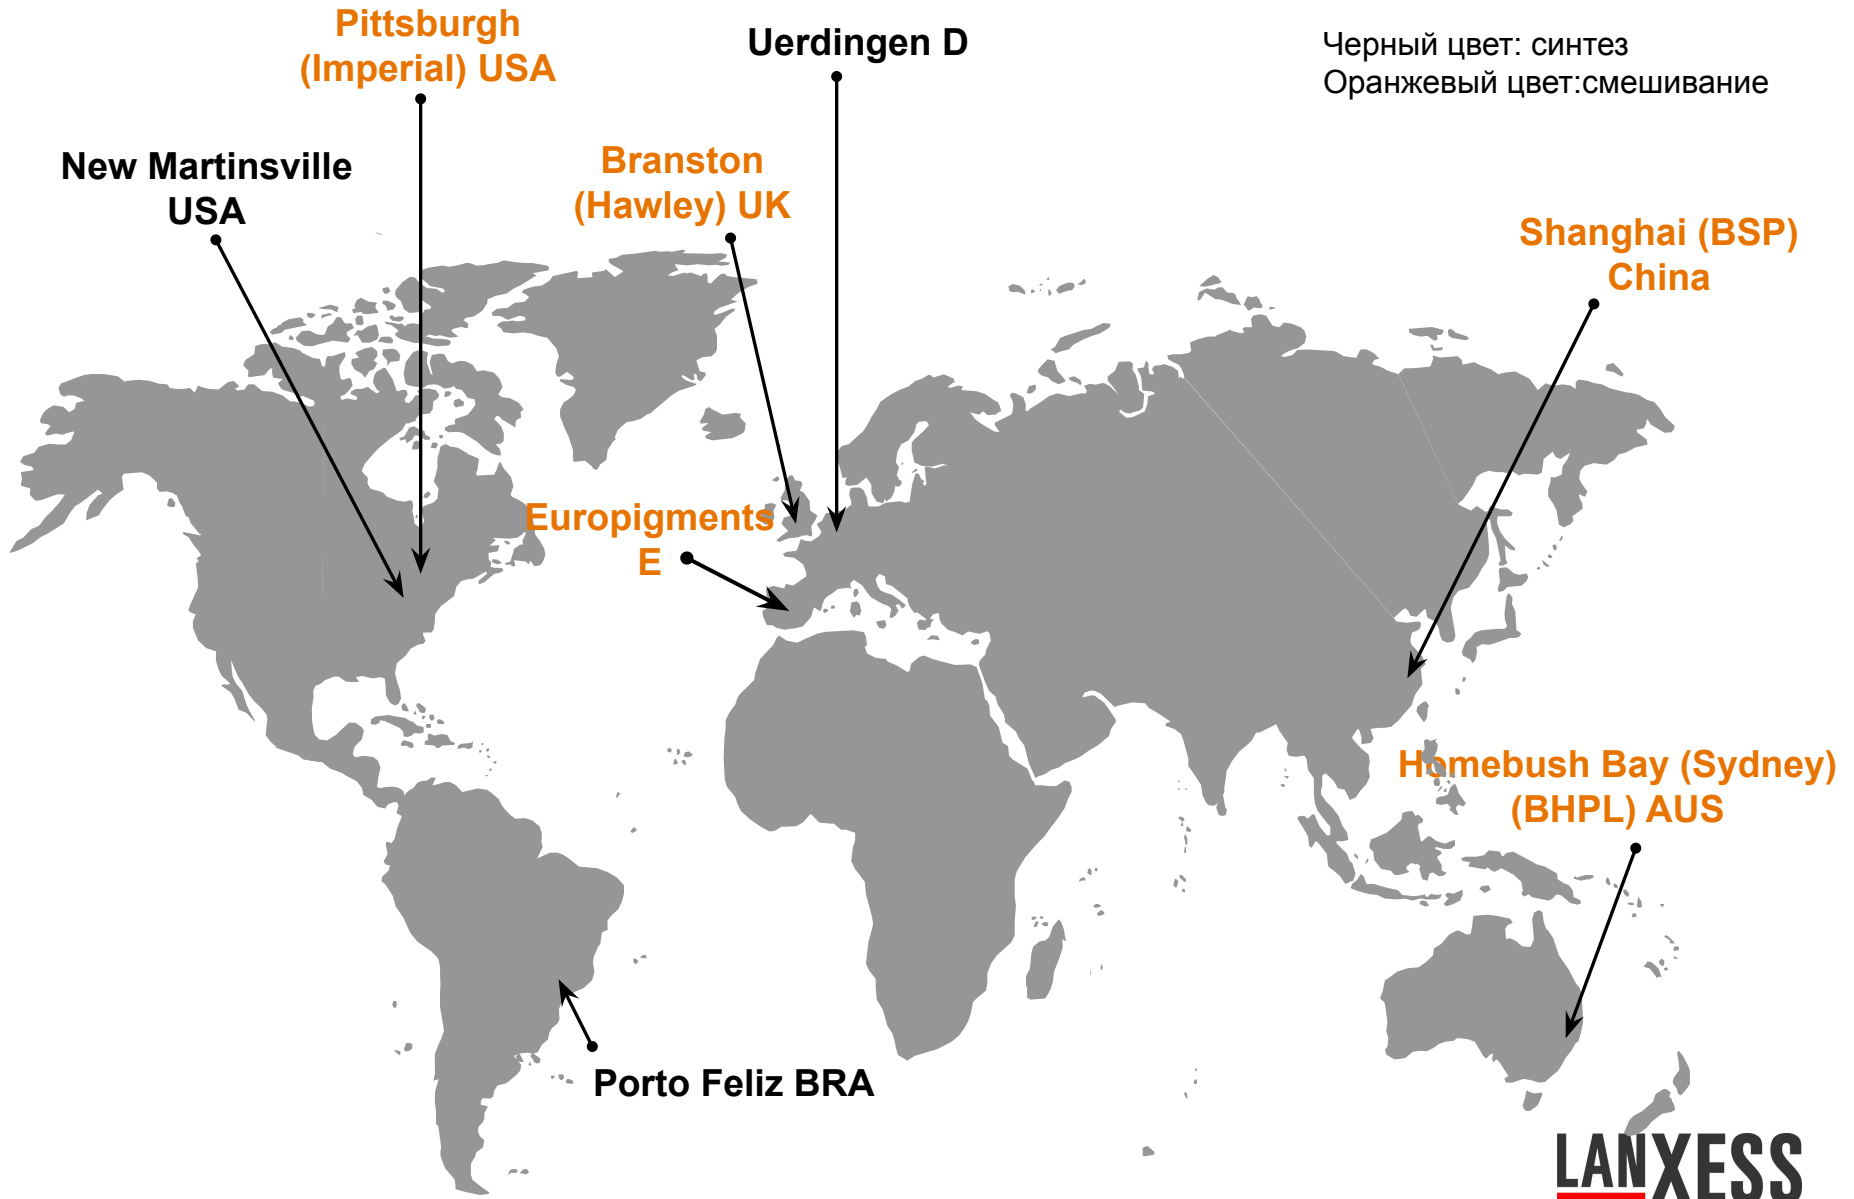 Pittsburgh
(Imperial) USA
Uerdingen D
Черный цвет: синтез
Оранжевый цвет:смешивание
New Martinsville
USA
Branston
(Hawley) UK
Shanghai (BSP)
China
Europigments
E
Homebush Bay (Sydney)
(BHPL) AUS
Porto Feliz BRA
LANXESS